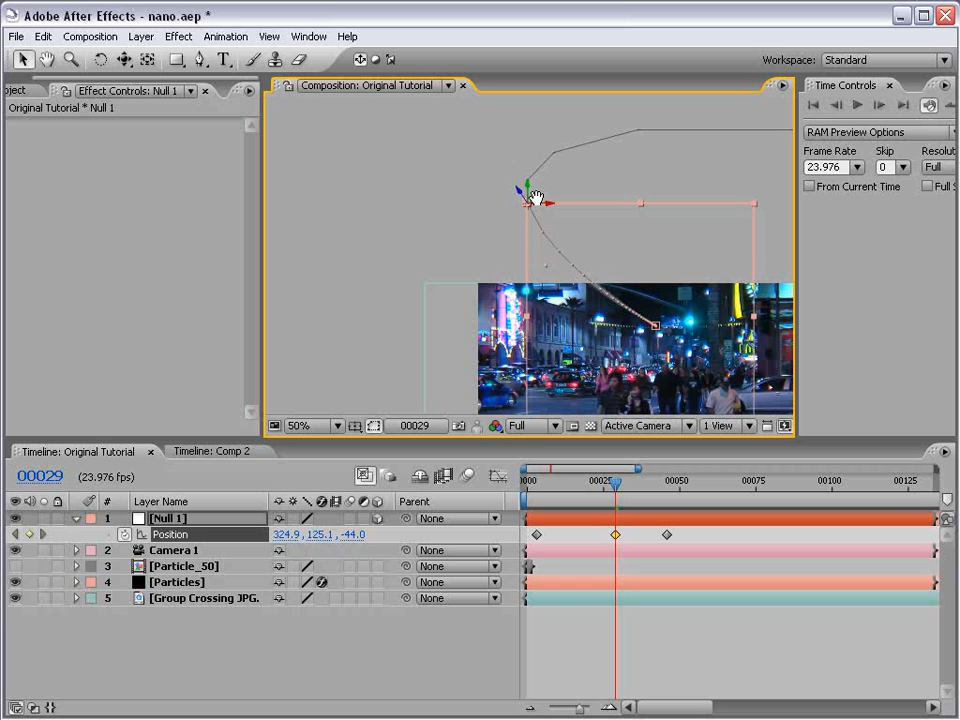 Adobe After Effects - nano.aep *
File Edit Composition Layer Effect Animation View Window Help
Workspace: Standard
oject Effect Controls: Null 1
Original Tutorial * Null 1
Composition: Original Tutorial
Time Controls
RAM Preview Options
Frame Rate Skip Resolut
23.976 0 Full
From Current Time Full S
50% 00029 Full Active Camera 1 View
Timeline: Original Tutorial Timeline: Comp 2
00029 (23.976 fps)
0000 00025 00050 00075 00100 00125
# Layer Name Parent
1 [Null 1] None
Position 324.9, 125.1, -44.0
2 Camera 1 None
3 [Particle_50] None
4 [Particles] None
5 [Group Crossing JPG. None